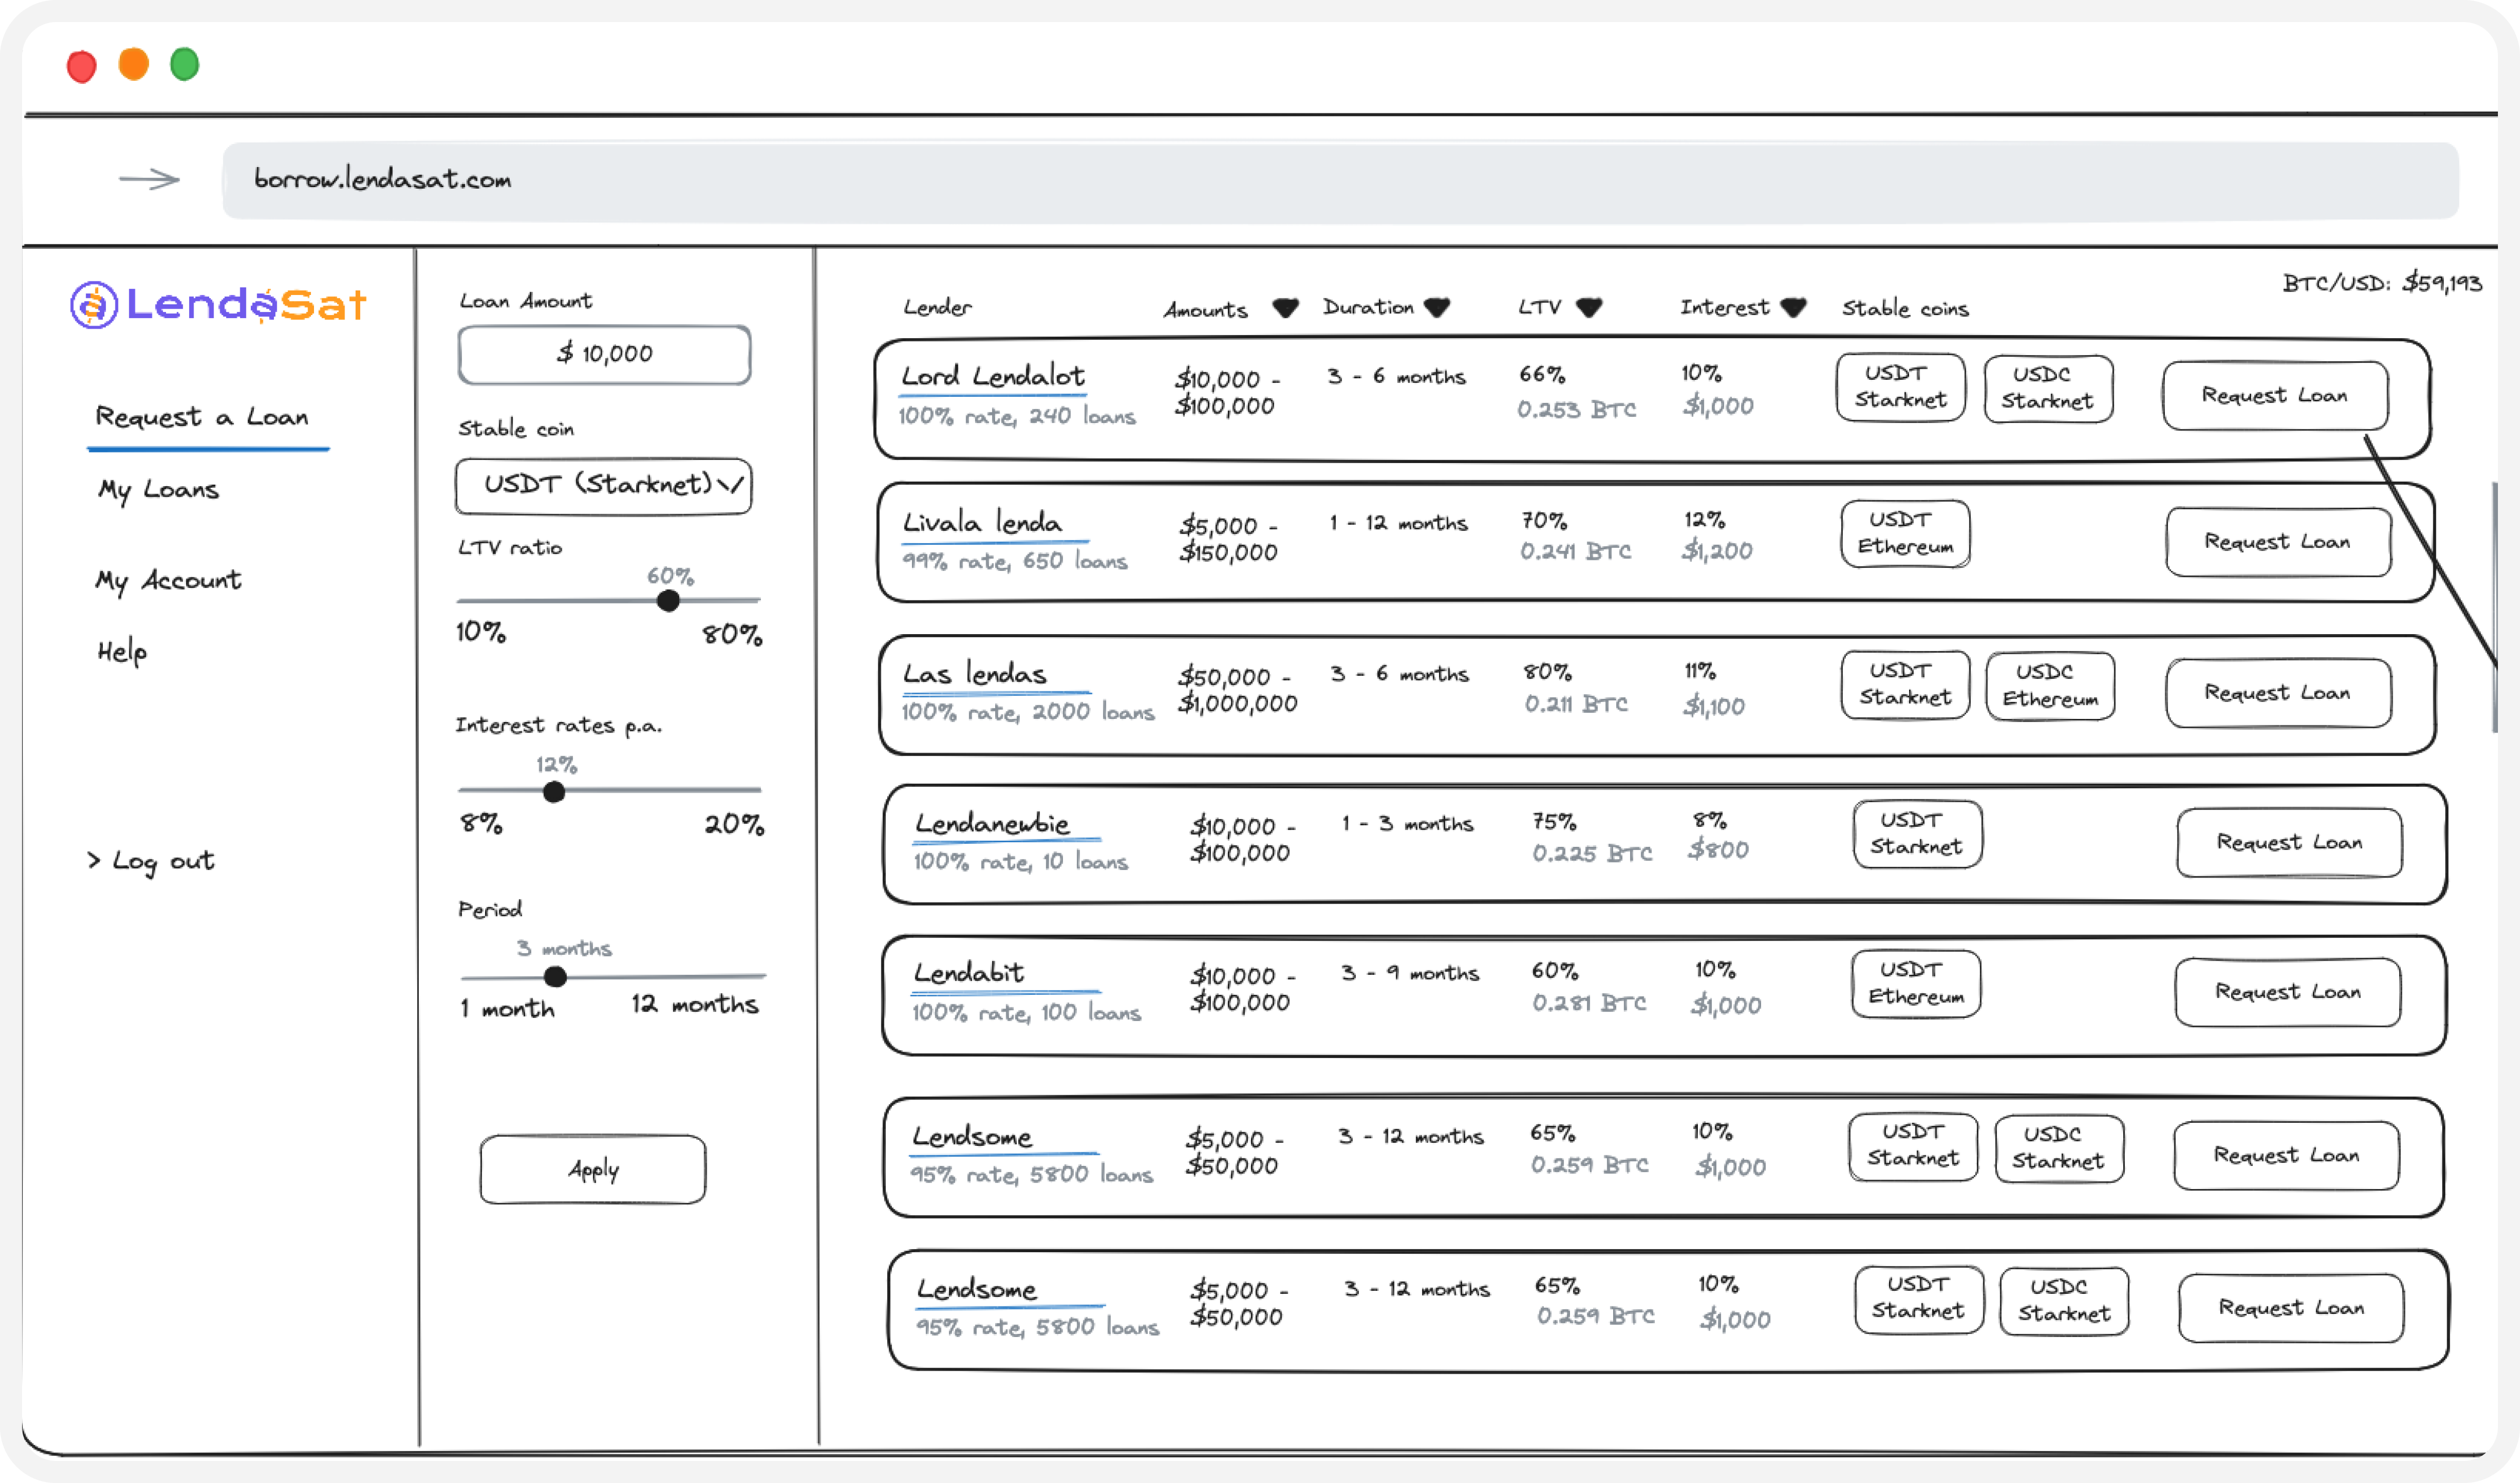 borrow.lendasat.com
LendaSat
Request a Loan
My Loans
My Account
Help
> Log out
Loan Amount
$ 10,000
Stable coin
USDT (Starknet)
LTV ratio
60%
10% 80%
Interest rates p.a.
12%
8% 20%
Period
3 months
1 month 12 months
Apply
BTC/USD: $59,193
Lender Amounts Duration LTV Interest Stable coins
Lord Lendalot
100% rate, 240 loans
$10,000 -
$100,000
3 - 6 months
66%
0.253 BTC
10%
$1,000
USDT
Starknet
USDC
Starknet
Request Loan
Livala lenda
99% rate, 650 loans
$5,000 -
$150,000
1 - 12 months
70%
0.241 BTC
12%
$1,200
USDT
Ethereum
Request Loan
Las lendas
100% rate, 2000 loans
$50,000 -
$1,000,000
3 - 6 months
80%
0.211 BTC
11%
$1,100
USDT
Starknet
USDC
Ethereum
Request Loan
Lendanewbie
100% rate, 10 loans
$10,000 -
$100,000
1 - 3 months
75%
0.225 BTC
8%
$800
USDT
Starknet
Request Loan
Lendabit
100% rate, 100 loans
$10,000 -
$100,000
3 - 9 months
60%
0.281 BTC
10%
$1,000
USDT
Ethereum
Request Loan
Lendsome
95% rate, 5800 loans
$5,000 -
$50,000
3 - 12 months
65%
0.259 BTC
10%
$1,000
USDT
Starknet
USDC
Starknet
Request Loan
Lendsome
95% rate, 5800 loans
$5,000 -
$50,000
3 - 12 months
65%
0.259 BTC
10%
$1,000
USDT
Starknet
USDC
Starknet
Request Loan